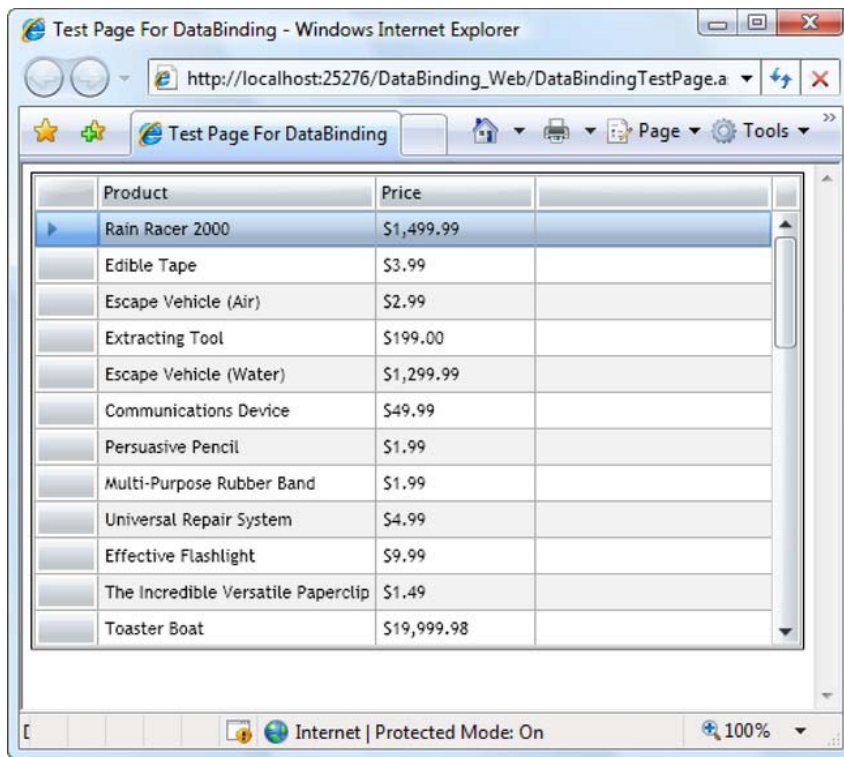 Test Page For DataBinding - Windows Internet Explorer
http://localhost:25276/DataBinding_Web/DataBindingTestPage.a
Test Page For DataBinding
Page
Tools
»
Product Price
Rain Racer 2000 $1,499.99
Edible Tape $3.99
Escape Vehicle (Air) $2.99
Extracting Tool $199.00
Escape Vehicle (Water) $1,299.99
Communications Device $49.99
Persuasive Pencil $1.99
Multi-Purpose Rubber Band $1.99
Universal Repair System $4.99
Effective Flashlight $9.99
The Incredible Versatile Paperclip $1.49
Toaster Boat $19,999.98
Internet | Protected Mode: On
100%